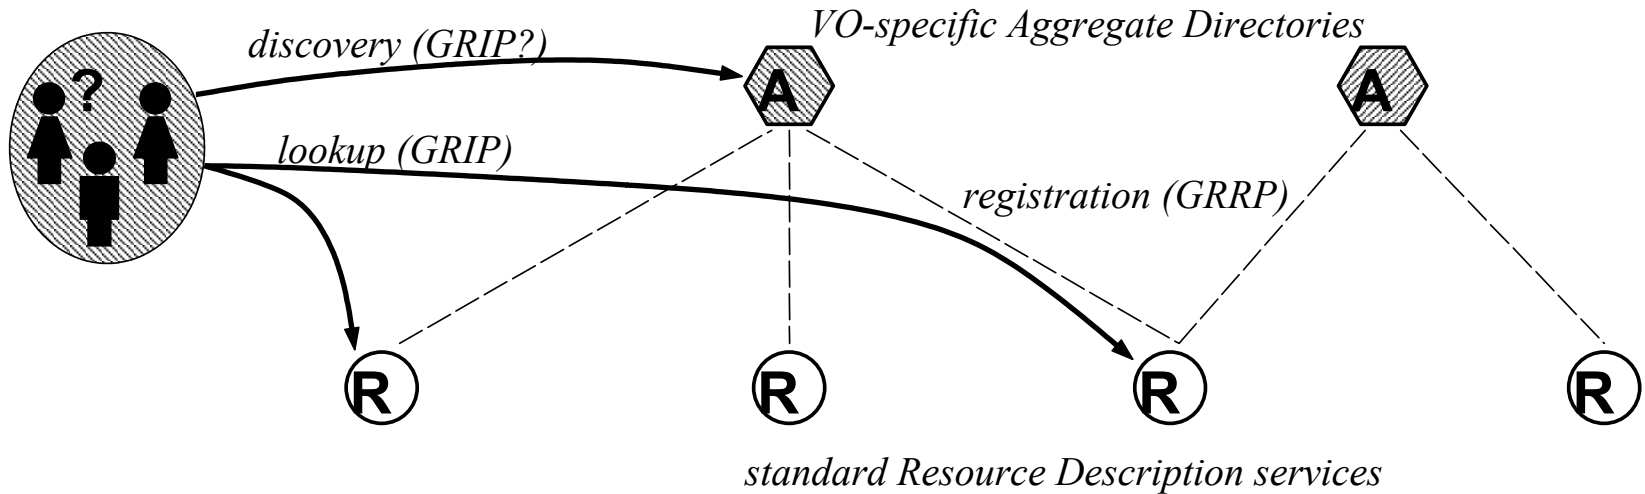 VO-specific Aggregate Directories
discovery (GRIP?)
?
A
A
lookup (GRIP)
registration (GRRP)
R
R
R
R
standard Resource Description services